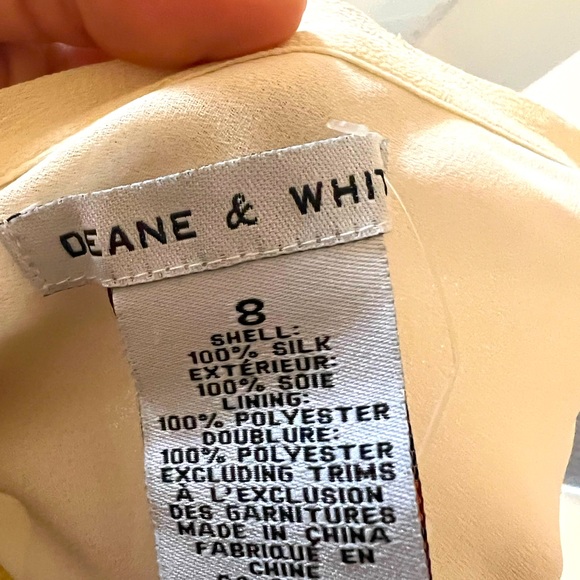 DEANE & WHIT
8
SHELL:
100% SILK
EXTÉRIEUR:
100% SOIE
LINING:
100% POLYESTER
DOUBLURE:
100% POLYESTER
EXCLUDING TRIMS
À L'EXCLUSION
DES GARNITURES
MADE IN CHINA
FABRIQUE EN
CHINE